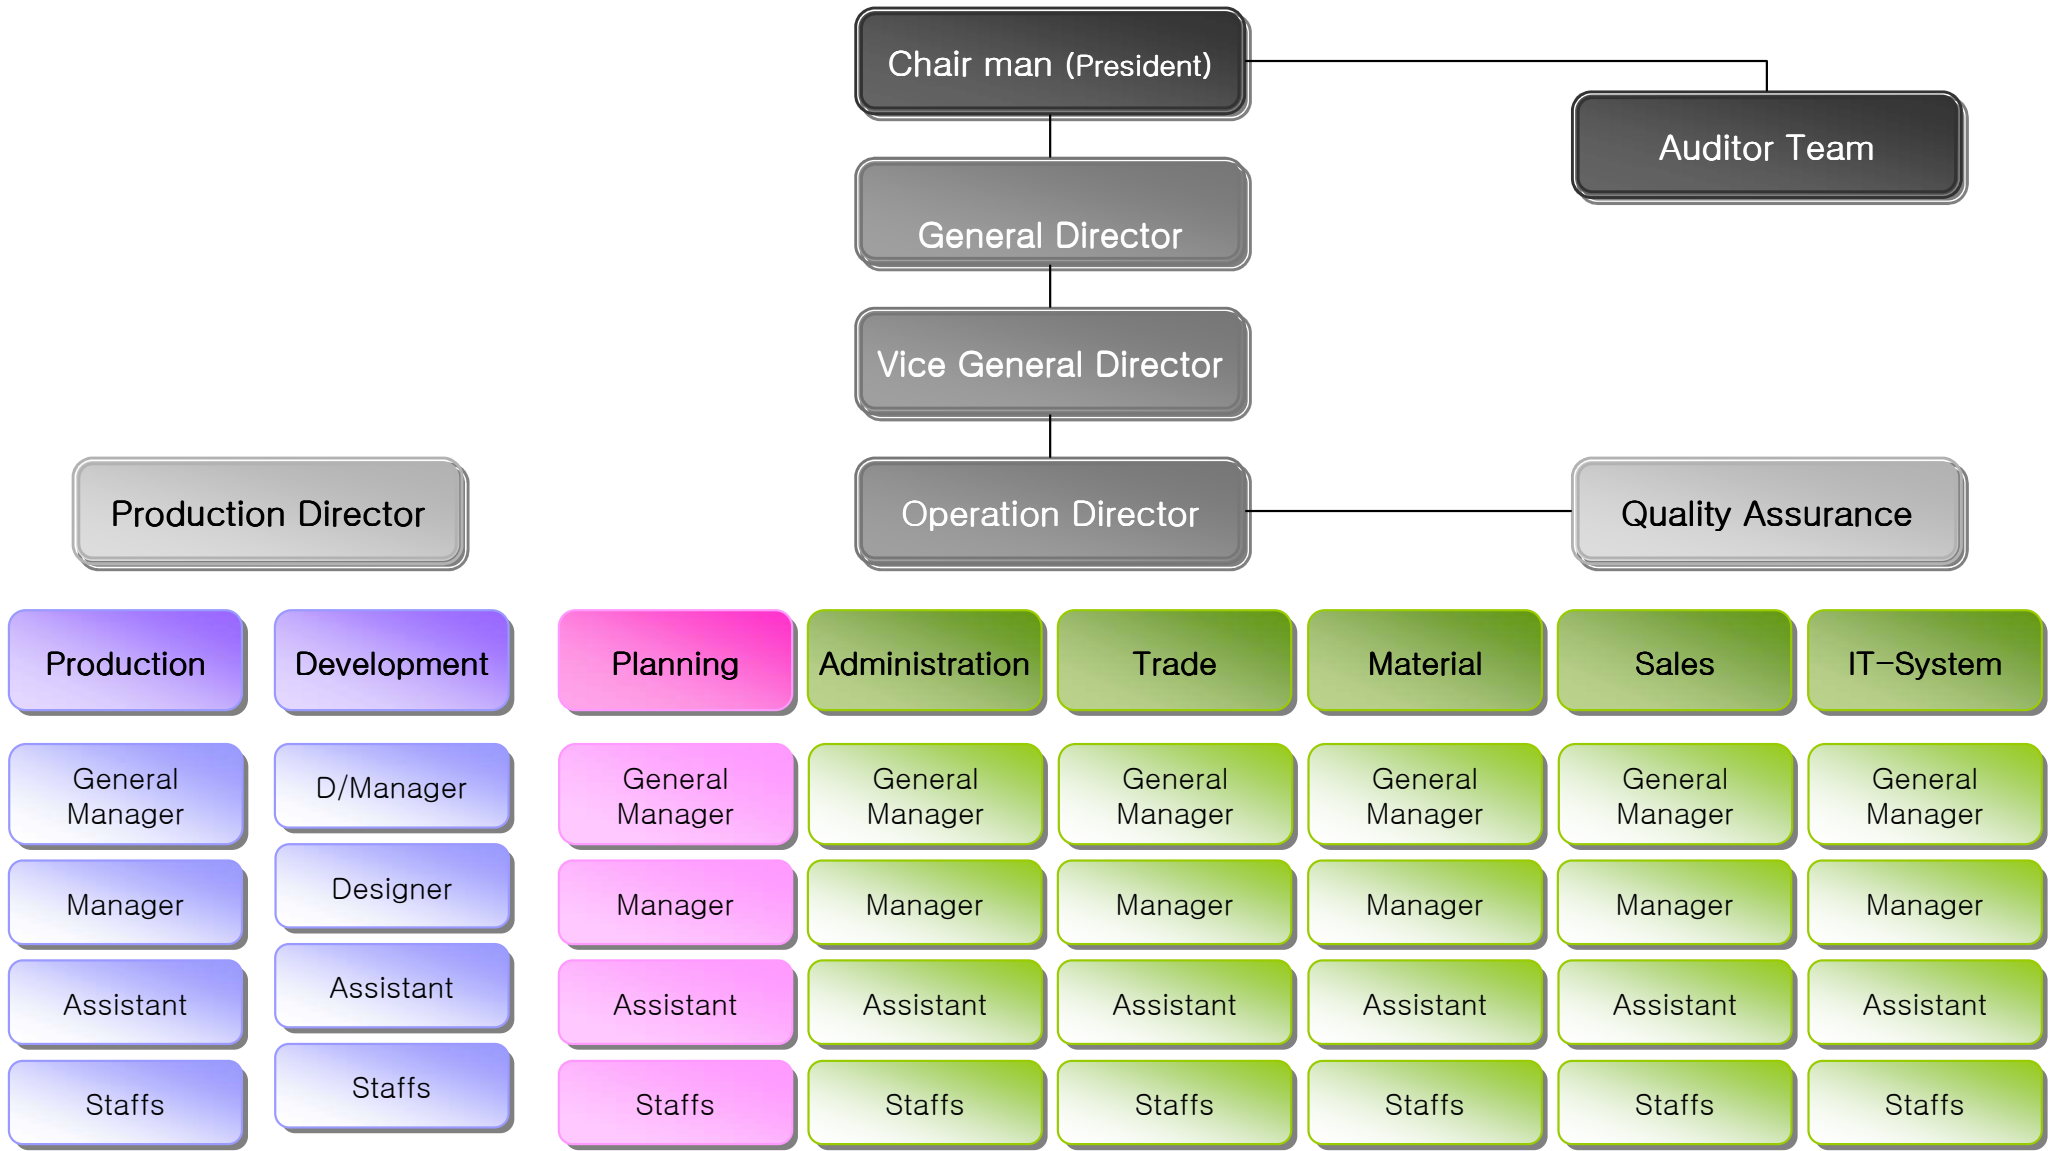 Chair man (President)
Auditor Team
General Director
Vice General Director
Production Director
Operation Director
Quality Assurance
Production
Development
Planning
Administration
Trade
Material
Sales
IT-System
General
Manager
D/Manager
General
Manager
General
Manager
General
Manager
General
Manager
General
Manager
General
Manager
Manager
Designer
Manager
Manager
Manager
Manager
Manager
Manager
Assistant
Assistant
Assistant
Assistant
Assistant
Assistant
Assistant
Assistant
Staffs
Staffs
Staffs
Staffs
Staffs
Staffs
Staffs
Staffs